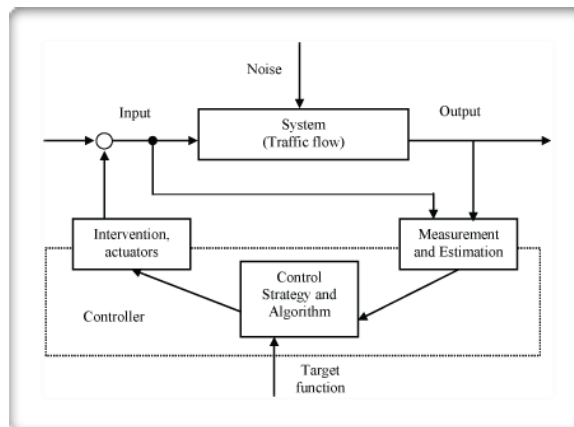 Noise
Input
Output
System
(Traffic flow)
Intervention,
actuators
Measurement
and Estimation
Control
Strategy and
Algorithm
Controller
Target
function